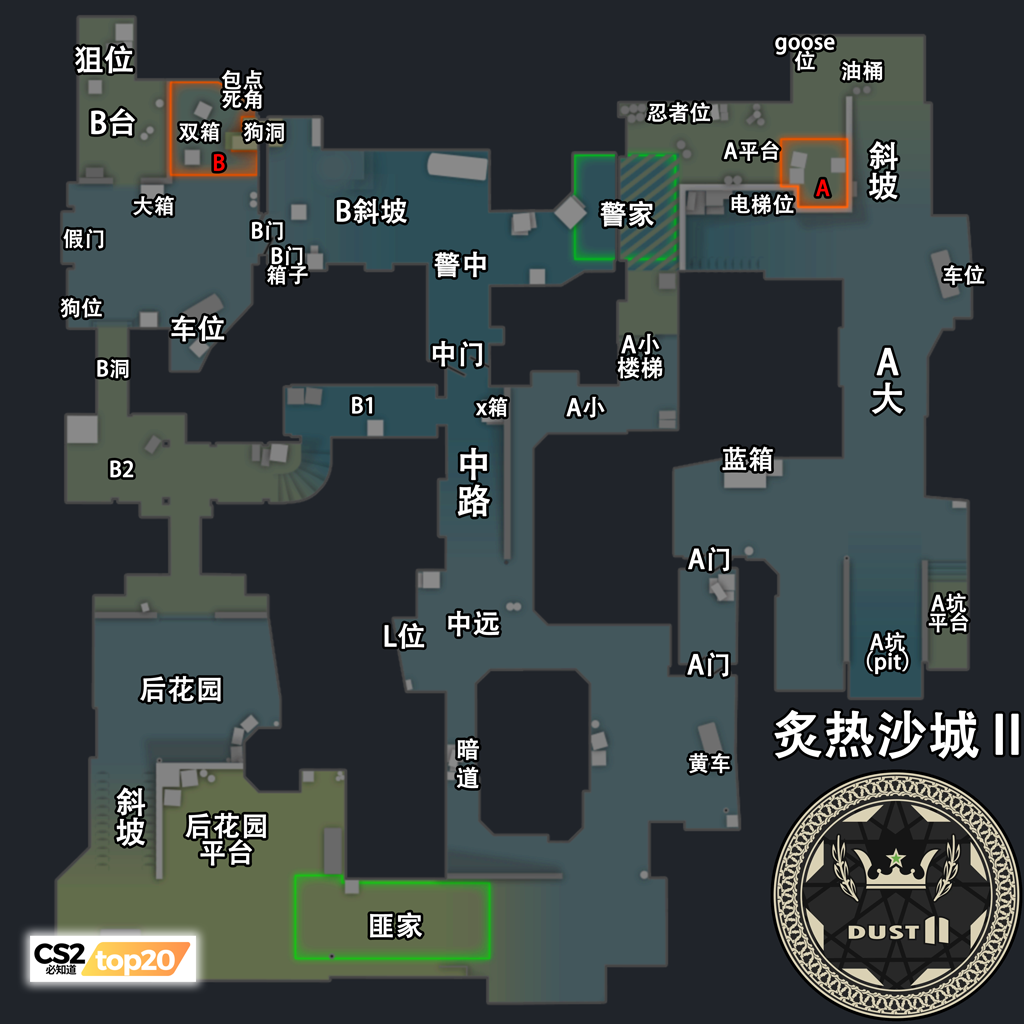 goose
位
油桶
狙位
包点
死角
忍者位
B台
双箱
狗洞
A平台
斜
坡
B
A
大箱
电梯位
B斜坡
警家
假门
B门
B门
箱子
警中
车位
狗位
车位
中门
A小
楼梯
B洞
A
大
B1
x箱
A小
B2
中
路
蓝箱
A门
A坑
平台
中远
L位
A坑
(pit)
A门
后花园
炙热沙城II
暗
道
黄车
斜
坡
后花园
平台
匪家
DUST II
CS2
必知道
top20